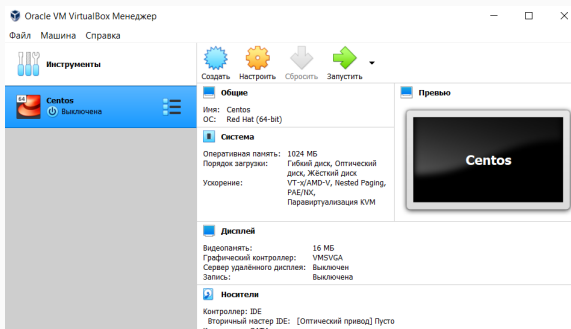 Oracle VM VirtualBox Менеджер
Файл Машина Справка
Инструменты
Создать Настроить Сбросить Запустить
64
Centos
Выключена
Общие
Имя: Centos
ОС: Red Hat (64-bit)
Превью
Centos
Система
Оперативная память: 1024 МБ
Порядок загрузки: Гибкий диск, Оптический
диск, Жёсткий диск
Ускорение: VT-x/AMD-V, Nested Paging,
PAE/NX,
Паравиртуализация KVM
Дисплей
Видеопамять: 16 МБ
Графический контроллер: VMSVGA
Сервер удалённого дисплея: Выключен
Запись: Выключена
Носители
Контроллер: IDE
Вторичный мастер IDE: [Оптический привод] Пусто